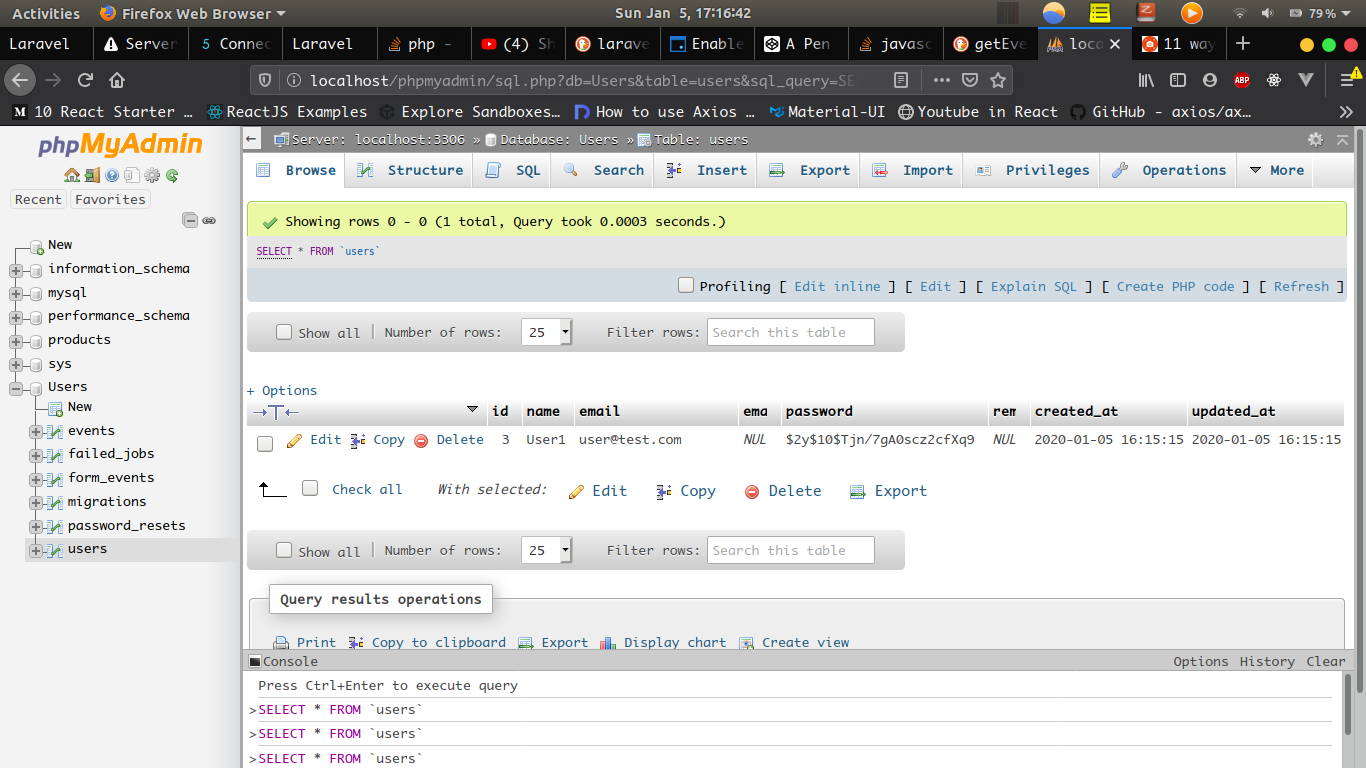 Activities Firefox Web Browser Sun Jan 5, 17:16:42 79%
Laravel Server 5 Connec Laravel php - (4) Sh larave Enable A Pen javasc getEve loca 11 way
localhost/phpmyadmin/sql.php?db=Users&table=users&sql_query=SE ABP
M 10 React Starter … ReactJS Examples Explore Sandboxes… How to use Axios … Material-UI Youtube in React GitHub - axios/ax…
phpMyAdmin
Recent Favorites
New
information_schema
mysql
performance_schema
products
sys
Users
New
events
failed_jobs
form_events
migrations
password_resets
users
Server: localhost:3306 » Database: Users » Table: users
Browse Structure SQL Search Insert Export Import Privileges Operations More
Showing rows 0 - 0 (1 total, Query took 0.0003 seconds.)
SELECT * FROM `users`
Profiling [ Edit inline ] [ Edit ] [ Explain SQL ] [ Create PHP code ] [ Refresh ]
Show all | Number of rows: 25 Filter rows: Search this table
+ Options
id name email ema password rem created_at updated_at
Edit Copy Delete 3 User1 user@test.com NUL $2y$10$Tjn/7gA0scz2cfXq9 NUL 2020-01-05 16:15:15 2020-01-05 16:15:15
Check all With selected: Edit Copy Delete Export
Show all | Number of rows: 25 Filter rows: Search this table
Query results operations
Print Copy to clipboard Export Display chart Create view
Console Options History Clear
Press Ctrl+Enter to execute query
>SELECT * FROM `users`
>SELECT * FROM `users`
>SELECT * FROM `users`